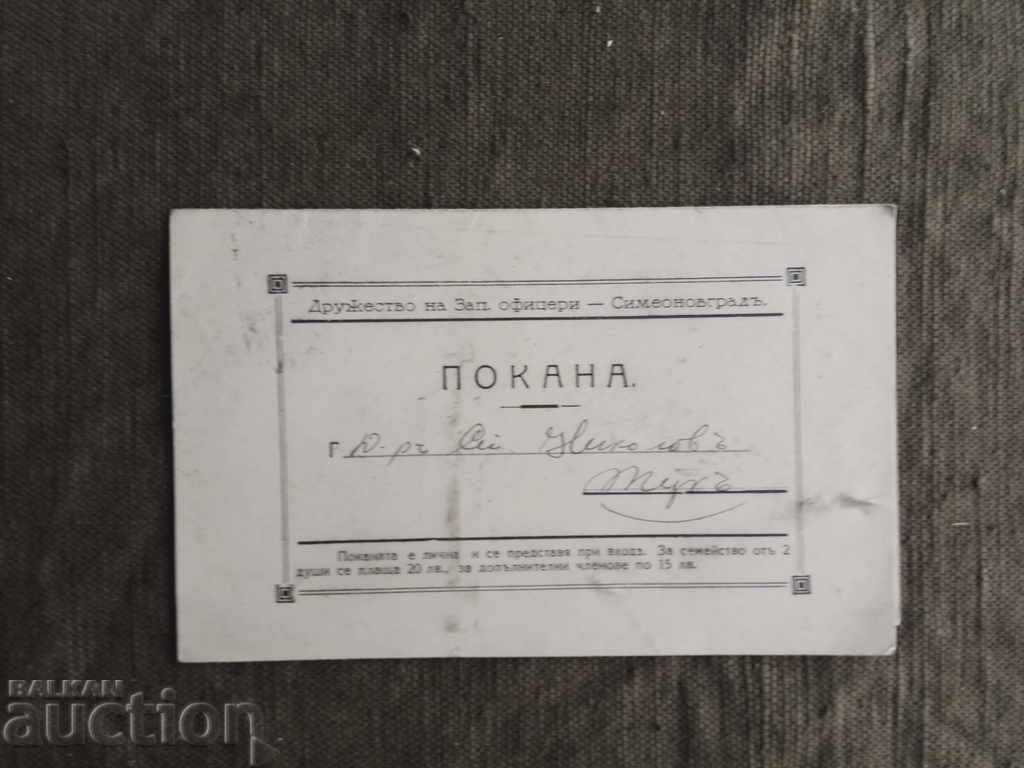 Дружество на Зап. офицери — Симеоновградъ.
ПОКАНА.
г. Д-ръ Ст. Николовъ
Тукъ
Поканата е лична и се представя при входа. За семейство отъ 2
души се плаща 20 лв., за допълнителни членове по 15 лв.
BALKAN
auction